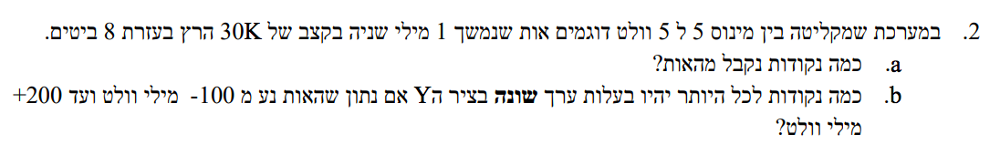 2. במערכת שמקליטה בין מינוס 5 ל 5 וולט דוגמים אות שנמשך 1 מילי שניה בקצב של 30K הרץ בעזרת 8 ביטים.
a. כמה נקודות נקבל מהאות?
b. כמה נקודות לכל היותר יהיו בעלות ערך שונה בציר הY אם נתון שהאות נע מ 100- מילי וולט ועד 200+
מילי וולט?